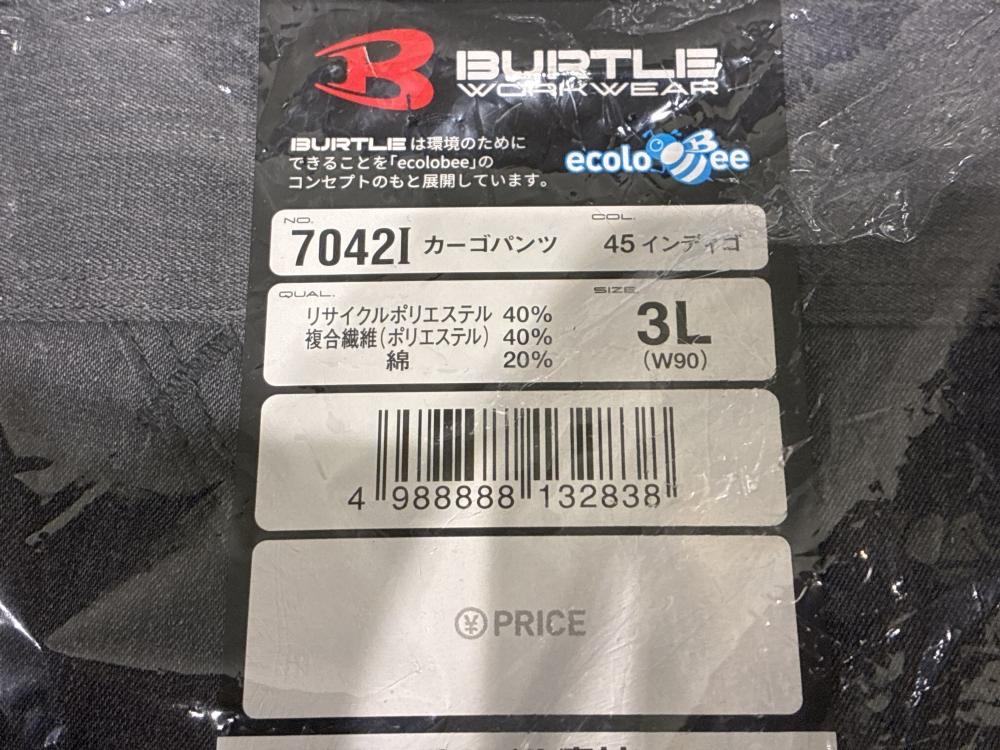 BURTLE
WORKWEAR
BURTLEは環境のために
できることを「ecolobee」の
コンセプトのもと展開しています。
ecolobee
NO.
7042I カーゴパンツ
COL.
45 インディゴ
QUAL.
リサイクルポリエステル 40%
複合繊維(ポリエステル) 40%
綿 20%
SIZE
3L
(W90)
4 988888 132838
¥PRICE